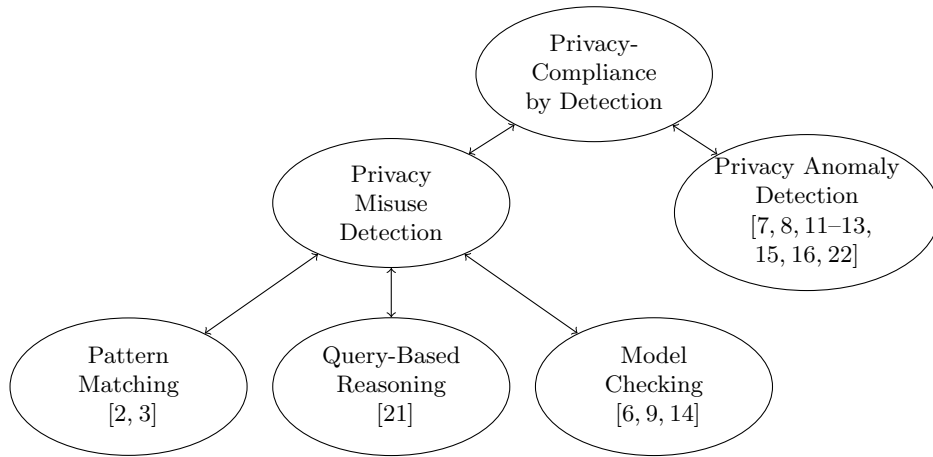 Privacy-
Compliance
by Detection
Privacy
Misuse
Detection
Privacy Anomaly
Detection
[7, 8, 11–13,
15, 16, 22]
Pattern
Matching
[2, 3]
Query-Based
Reasoning
[21]
Model
Checking
[6, 9, 14]